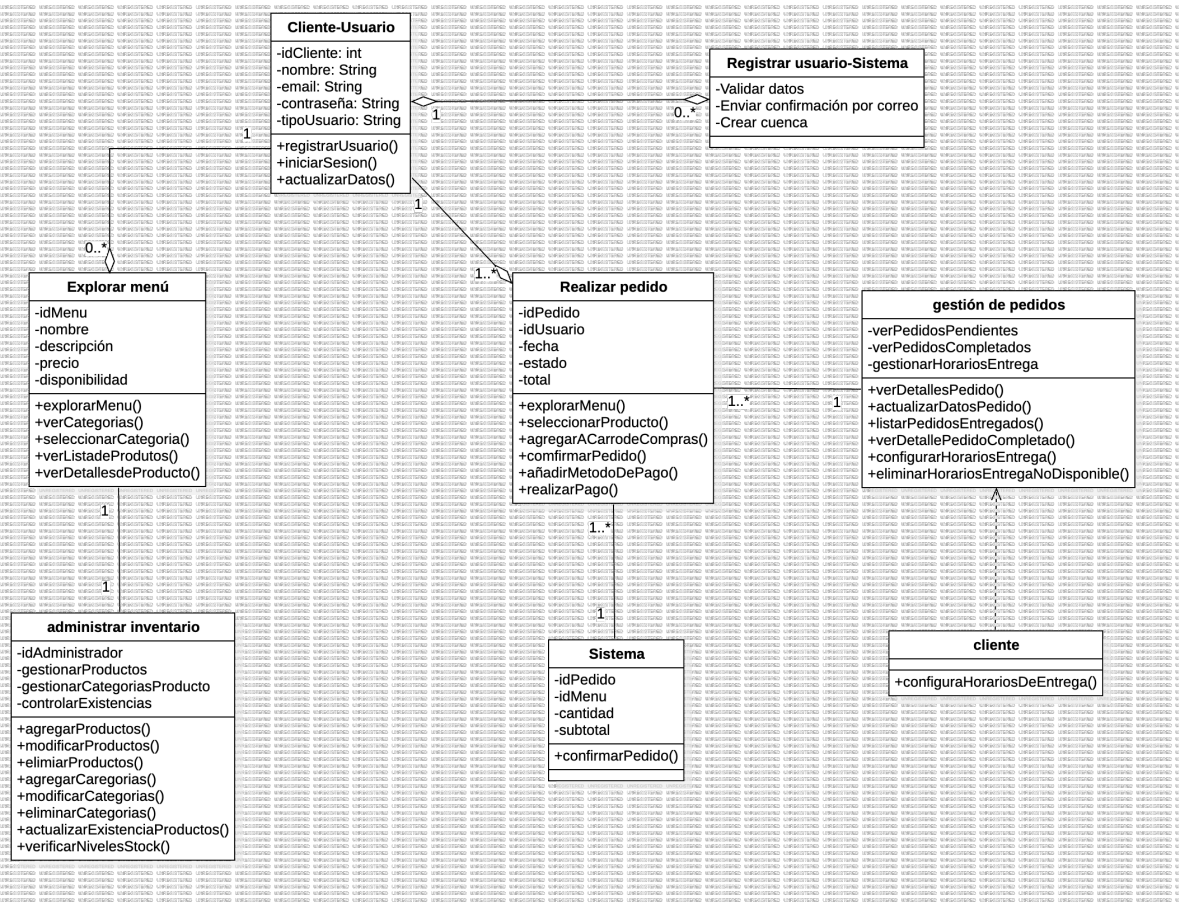 Cliente-Usuario
-idCliente: int
-nombre: String
-email: String
-contraseña: String
-tipoUsuario: String
+registrarUsuario()
+iniciarSesion()
+actualizarDatos()
Registrar usuario-Sistema
-Validar datos
-Enviar confirmación por correo
-Crear cuenta
1
0..*
1
0..*
1
1..*
Explorar menú
-idMenu
-nombre
-descripción
-precio
-disponibilidad
+explorarMenu()
+verCategorias()
+seleccionarCategoria()
+verListadeProdutos()
+verDetallesdeProducto()
Realizar pedido
-idPedido
-idUsuario
-fecha
-estado
-total
+explorarMenu()
+seleccionarProducto()
+agregarACarrodeCompras()
+comfirmarPedido()
+añadirMetodoDePago()
+realizarPago()
gestión de pedidos
-verPedidosPendientes
-verPedidosCompletados
-gestionarHorariosEntrega
+verDetallesPedido()
+actualizarDatosPedido()
+listarPedidosEntregados()
+verDetallePedidoCompletado()
+configurarHorariosEntrega()
+eliminarHorariosEntregaNoDisponible()
1..*
1
1
1
1..*
1
administrar inventario
-idAdministrador
-gestionarProductos
-gestionarCategoriasProducto
-controlarExistencias
+agregarProductos()
+modificarProductos()
+elimiarProductos()
+agregarCaregorias()
+modificarCategorias()
+eliminarCategorias()
+actualizarExistenciaProductos()
+verificarNivelesStock()
Sistema
-idPedido
-idMenu
-cantidad
-subtotal
+confirmarPedido()
cliente
+configuraHorariosDeEntrega()